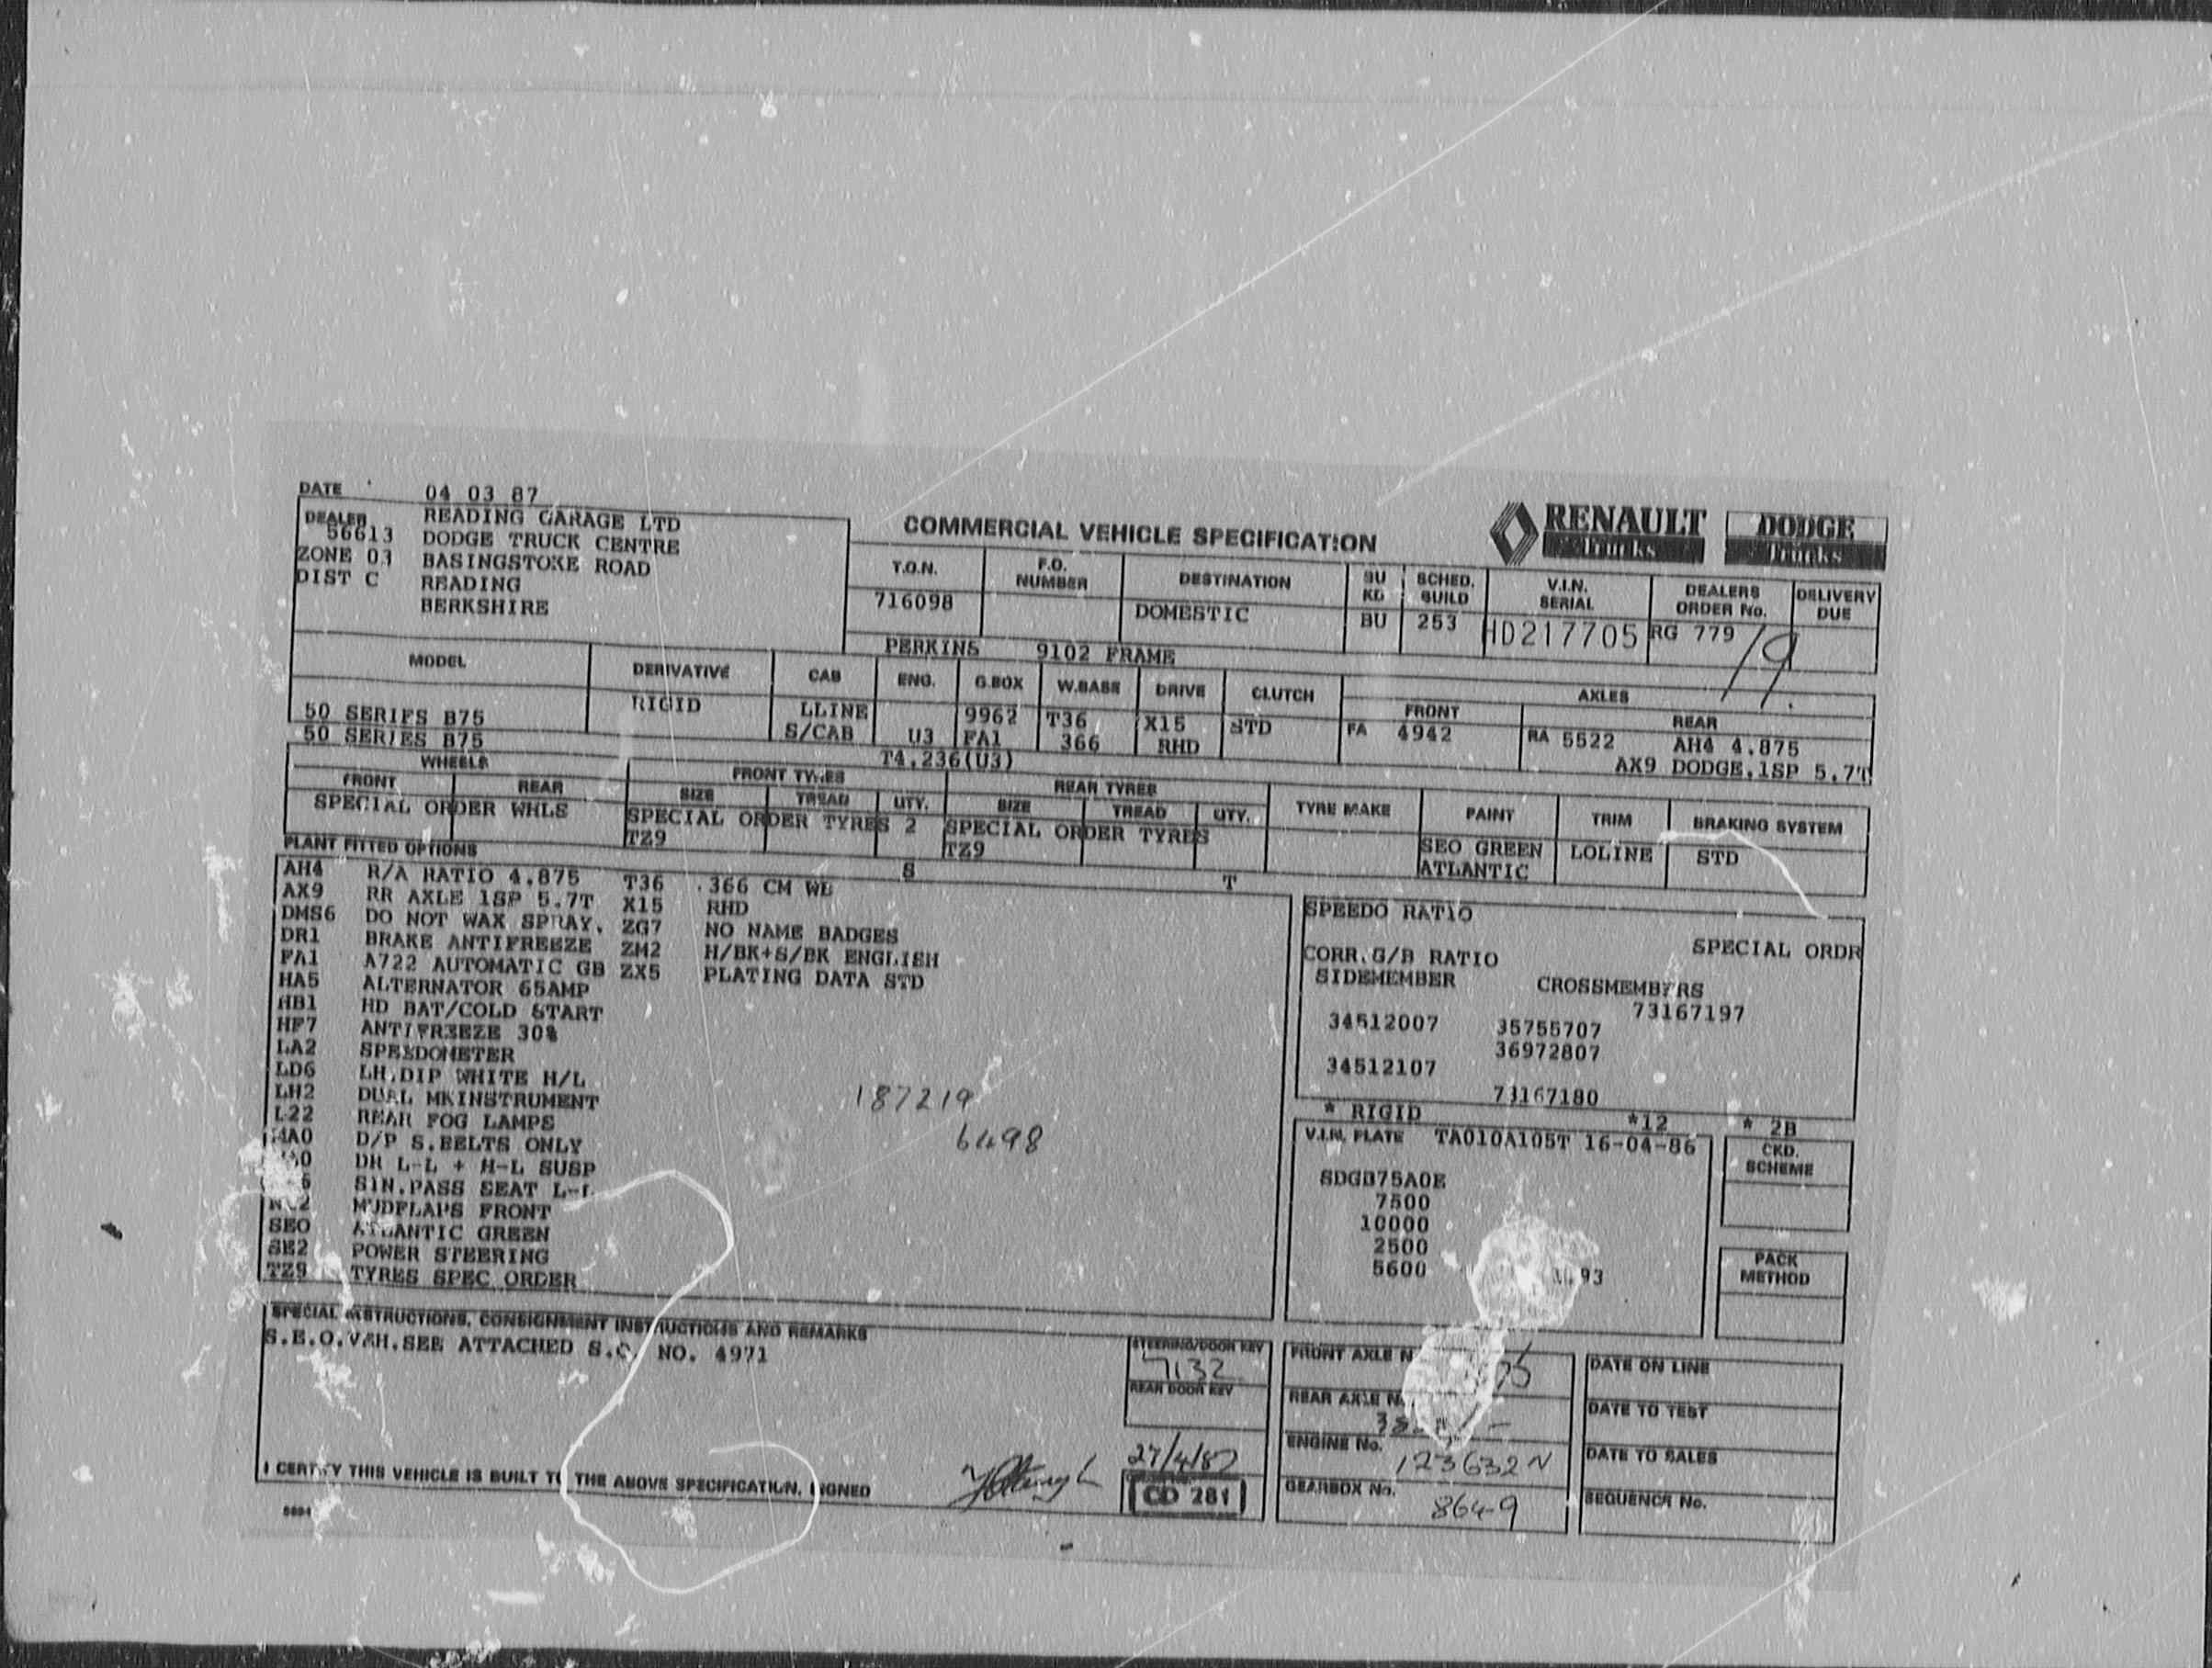 DATE 04 03 87
DEALER READING GARAGE LTD
56613 DODGE TRUCK CENTRE
ZONE 03 BASINGSTOKE ROAD
DIST C READING
BERKSHIRE
COMMERCIAL VEHICLE SPECIFICATION
RENAULT Trucks
DODGE Trucks
T.O.N. F.O. NUMBER DESTINATION BU KD SCHED. BUILD V.I.N. SERIAL DEALERS ORDER No. DELIVERY DUE
716098 DOMESTIC BU 253 HD217705 RG 779
PERKINS 9102 FRAME
MODEL DERIVATIVE CAB ENG. G.BOX W.BASE DRIVE CLUTCH AXLES
FRONT REAR
50 SERIES B75 RIGID LLINE 9962 T36 X15 STD FA 4942 RA 5522 AH4 4.875
50 SERIES B75 S/CAB U3 FA1 366 RHD AX9 DODGE.1SP 5.7T
T4.236(U3)
WHEELS FRONT TYRES REAR TYRES TYRE MAKE PAINT TRIM BRAKING SYSTEM
FRONT REAR SIZE TREAD QTY. SIZE TREAD QTY.
SPECIAL ORDER WHLS SPECIAL ORDER TYRES 2 SPECIAL ORDER TYRES SEO GREEN LOLINE STD
TZ9 TZ9 ATLANTIC
PLANT FITTED OPTIONS S T
AH4 R/A RATIO 4.875 T36 366 CM WB
AX9 RR AXLE 1SP 5.7T X15 RHD
DMS6 DO NOT WAX SPRAY. ZG7 NO NAME BADGES
DR1 BRAKE ANTIFREEZE ZM2 H/BK+S/BK ENGLISH
FA1 A722 AUTOMATIC GB ZX5 PLATING DATA STD
HA5 ALTERNATOR 65AMP
HB1 HD BAT/COLD START
HF7 ANTIFREEZE 30%
LA2 SPEEDOMETER
LD6 LH.DIP WHITE H/L
LH2 DUAL MKINSTRUMENT
L22 REAR FOG LAMPS
MA0 D/P S.BELTS ONLY
DR L-L + H-L SUSP
SIN.PASS SEAT L-L
MUDFLAPS FRONT
SEO ATLANTIC GREEN
SE2 POWER STEERING
TZ9 TYRES SPEC ORDER
187219
6498
SPEEDO RATIO
SPECIAL ORDR
CORR.G/B RATIO
SIDEMEMBER CROSSMEMBERS
73167197
34512007 35755707
36972807
34512107
73167180
* RIGID *12 * 2B
V.I.N. PLATE TA010A105T 16-04-86
SDGB75A0E
7500
10000
2500
5600 93
CKD. SCHEME
PACK METHOD
SPECIAL INSTRUCTIONS, CONSIGNMENT INSTRUCTIONS AND REMARKS
S.E.O.VEH.SEE ATTACHED S.O. NO. 4971
STEERING/DOOR KEY
7132
REAR DOOR KEY
27/4/87
CD 281
I CERTIFY THIS VEHICLE IS BUILT TO THE ABOVE SPECIFICATION. SIGNED
FRONT AXLE
REAR AXLE
ENGINE No.
123632N
GEARBOX No.
8649
DATE ON LINE
DATE TO TEST
DATE TO SALES
SEQUENCE No.